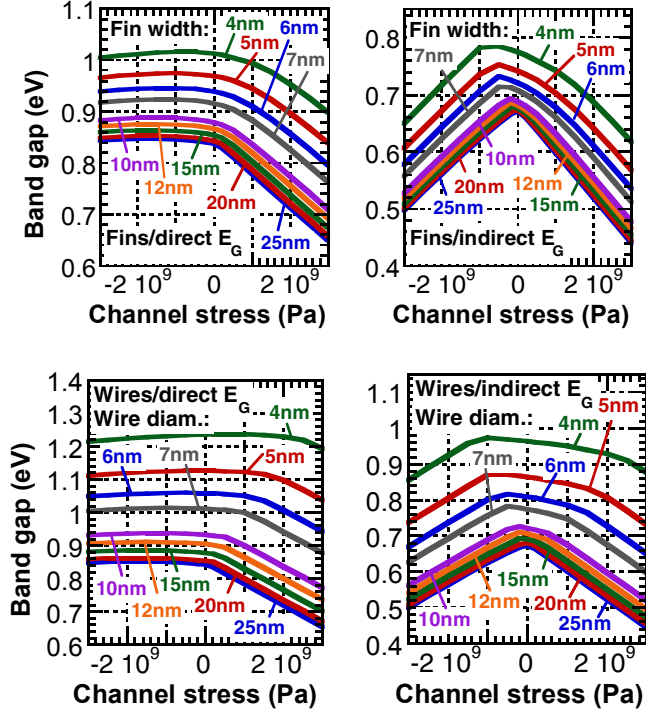 Band gap (eV)
1.1
1
0.9
0.8
0.7
0.6
Fin width:
4nm
5nm
6nm
7nm
10nm
12nm
15nm
20nm
25nm
Fins/direct E_G
-2 10^9
0
2 10^9
Channel stress (Pa)
0.8
0.7
0.6
0.5
0.4
Fin width:
4nm
5nm
6nm
7nm
10nm
12nm
15nm
20nm
25nm
Fins/indirect E_G
-2 10^9
0
2 10^9
Channel stress (Pa)
Band gap (eV)
1.4
1.3
1.2
1.1
1
0.9
0.8
0.7
0.6
Wires/direct E_G
Wire diam.:
4nm
5nm
6nm
7nm
10nm
12nm
15nm
20nm
25nm
-2 10^9
0
2 10^9
Channel stress (Pa)
1.1
1
0.9
0.8
0.7
0.6
0.5
0.4
Wires/indirect E_G
Wire diam.:
4nm
5nm
6nm
7nm
10nm
12nm
15nm
20nm
25nm
-2 10^9
0
2 10^9
Channel stress (Pa)